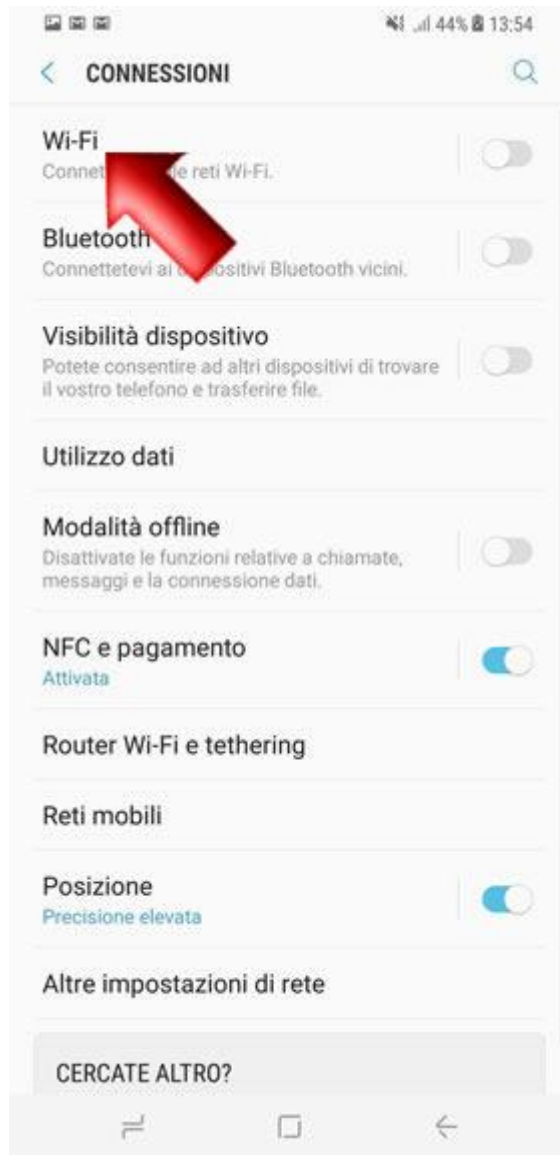 44% 13:54
CONNESSIONI
Wi-Fi
reti Wi-Fi.
Bluetooth
Connettetevi ai Bluetooth vicini.
Visibilità dispositivo
Potete consentire ad altri dispositivi di trovare
il vostro telefono e trasferire file.
Utilizzo dati
Modalità offline
Disattivate le funzioni relative a chiamate,
messaggi e la connessione dati.
NFC e pagamento
Attivata
Router Wi-Fi e tethering
Reti mobili
Posizione
Precisione elevata
Altre impostazioni di rete
CERCATE ALTRO?